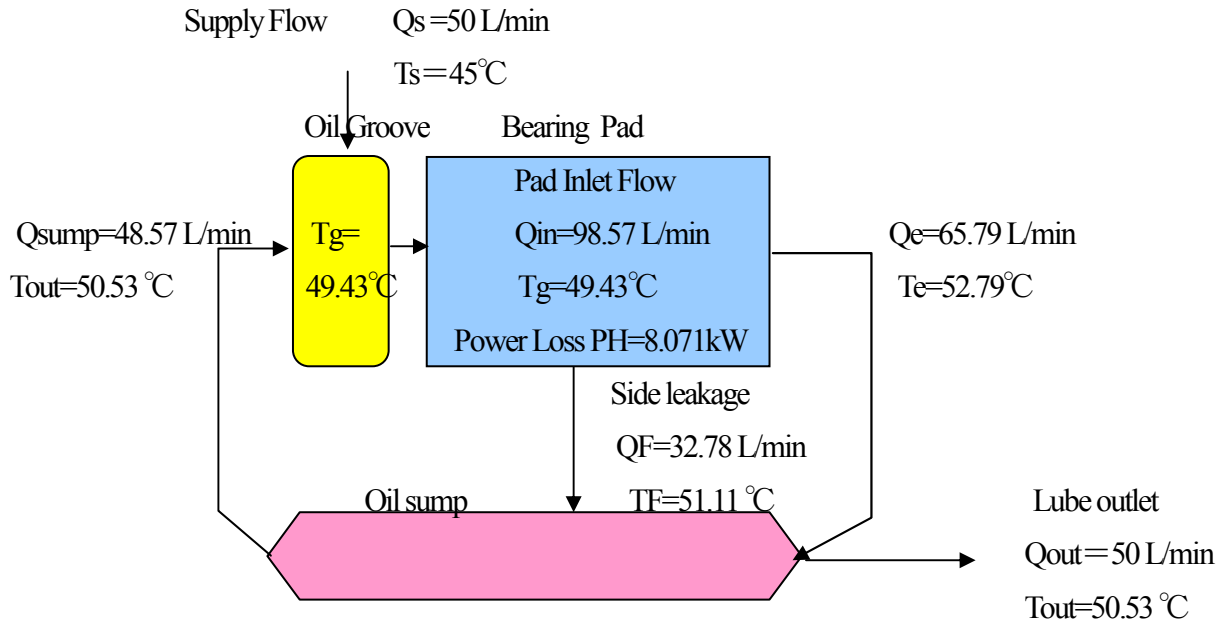 Supply Flow Qs =50 L/min
Ts＝45℃
Oil Groove
Bearing Pad
Qsump=48.57 L/min
Tout=50.53 ℃
Tg=
49.43℃
Pad Inlet Flow
Qin=98.57 L/min
Tg=49.43℃
Power Loss PH=8.071kW
Qe=65.79 L/min
Te=52.79℃
Side leakage
QF=32.78 L/min
TF=51.11 ℃
Oil sump
Lube outlet
Qout＝50 L/min
Tout=50.53 ℃